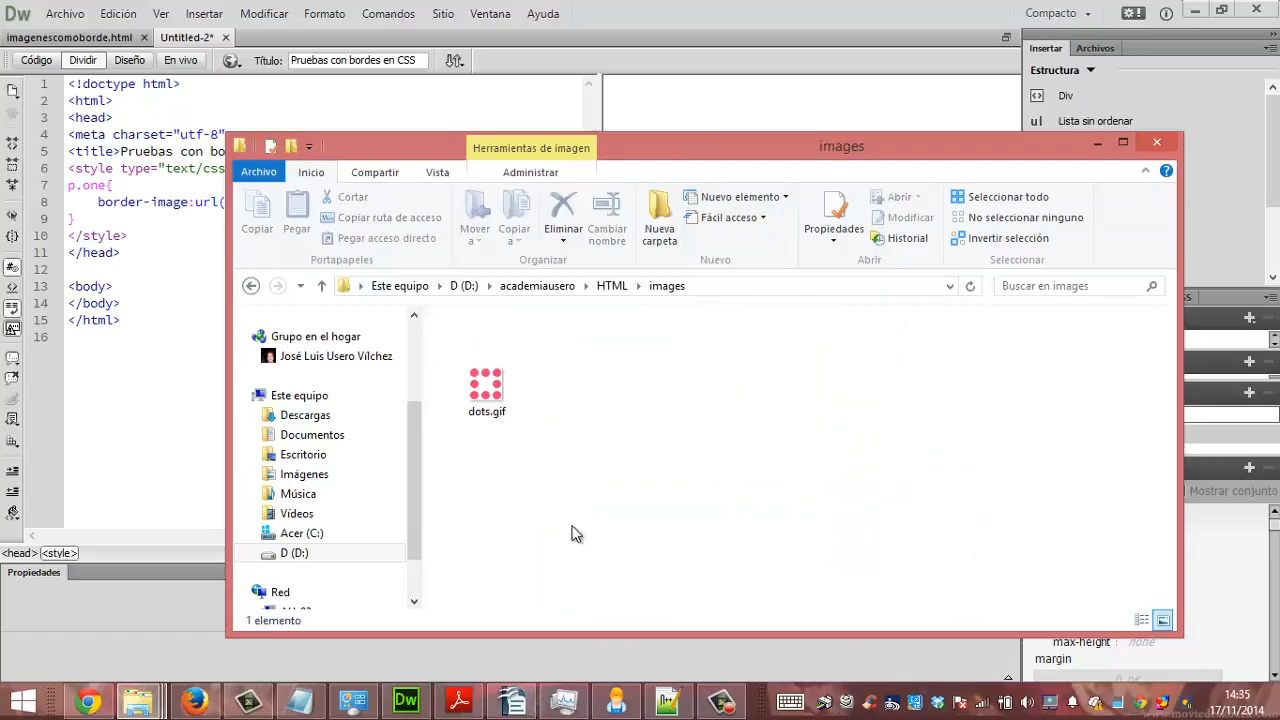 Dw Archivo Edición Ver Insertar Modificar Formato Comandos Sitio Ventana Ayuda Compacto
imagenescomoborde.html Untitled-2* Insertar Archivos
Código Dividir Diseño En vivo Título: Pruebas con bordes en CSS
Estructura
Div
ul Lista sin ordenar
1 <!doctype html>
2 <html>
3 <head>
4 <meta charset="utf-8"
5 <title>Pruebas con bo
6 <style type="text/css
7 p.one{
8 border-image:url(
9 }
10 </style>
11 </head>
12
13 <body>
14 </body>
15 </html>
16
Herramientas de imagen images
Archivo Inicio Compartir Vista Administrar
Copiar Pegar Cortar
Copiar ruta de acceso
Pegar acceso directo
Portapapeles
Mover a Copiar a Eliminar Cambiar nombre
Organizar
Nueva carpeta Nuevo elemento
Fácil acceso
Nuevo
Propiedades Abrir
Modificar
Historial
Abrir
Seleccionar todo
No seleccionar ninguno
Invertir selección
Seleccionar
Este equipo D (D:) academiausero HTML images Buscar en images
Grupo en el hogar
José Luis Usero Vílchez
Este equipo
Descargas
Documentos
Escritorio
Imágenes
Música
Vídeos
Acer (C:)
D (D:)
Red
dots.gif
1 elemento
<head> <style>
Propiedades
Mostrar conjunto
max-height : none
margin
14:35
17/11/2014